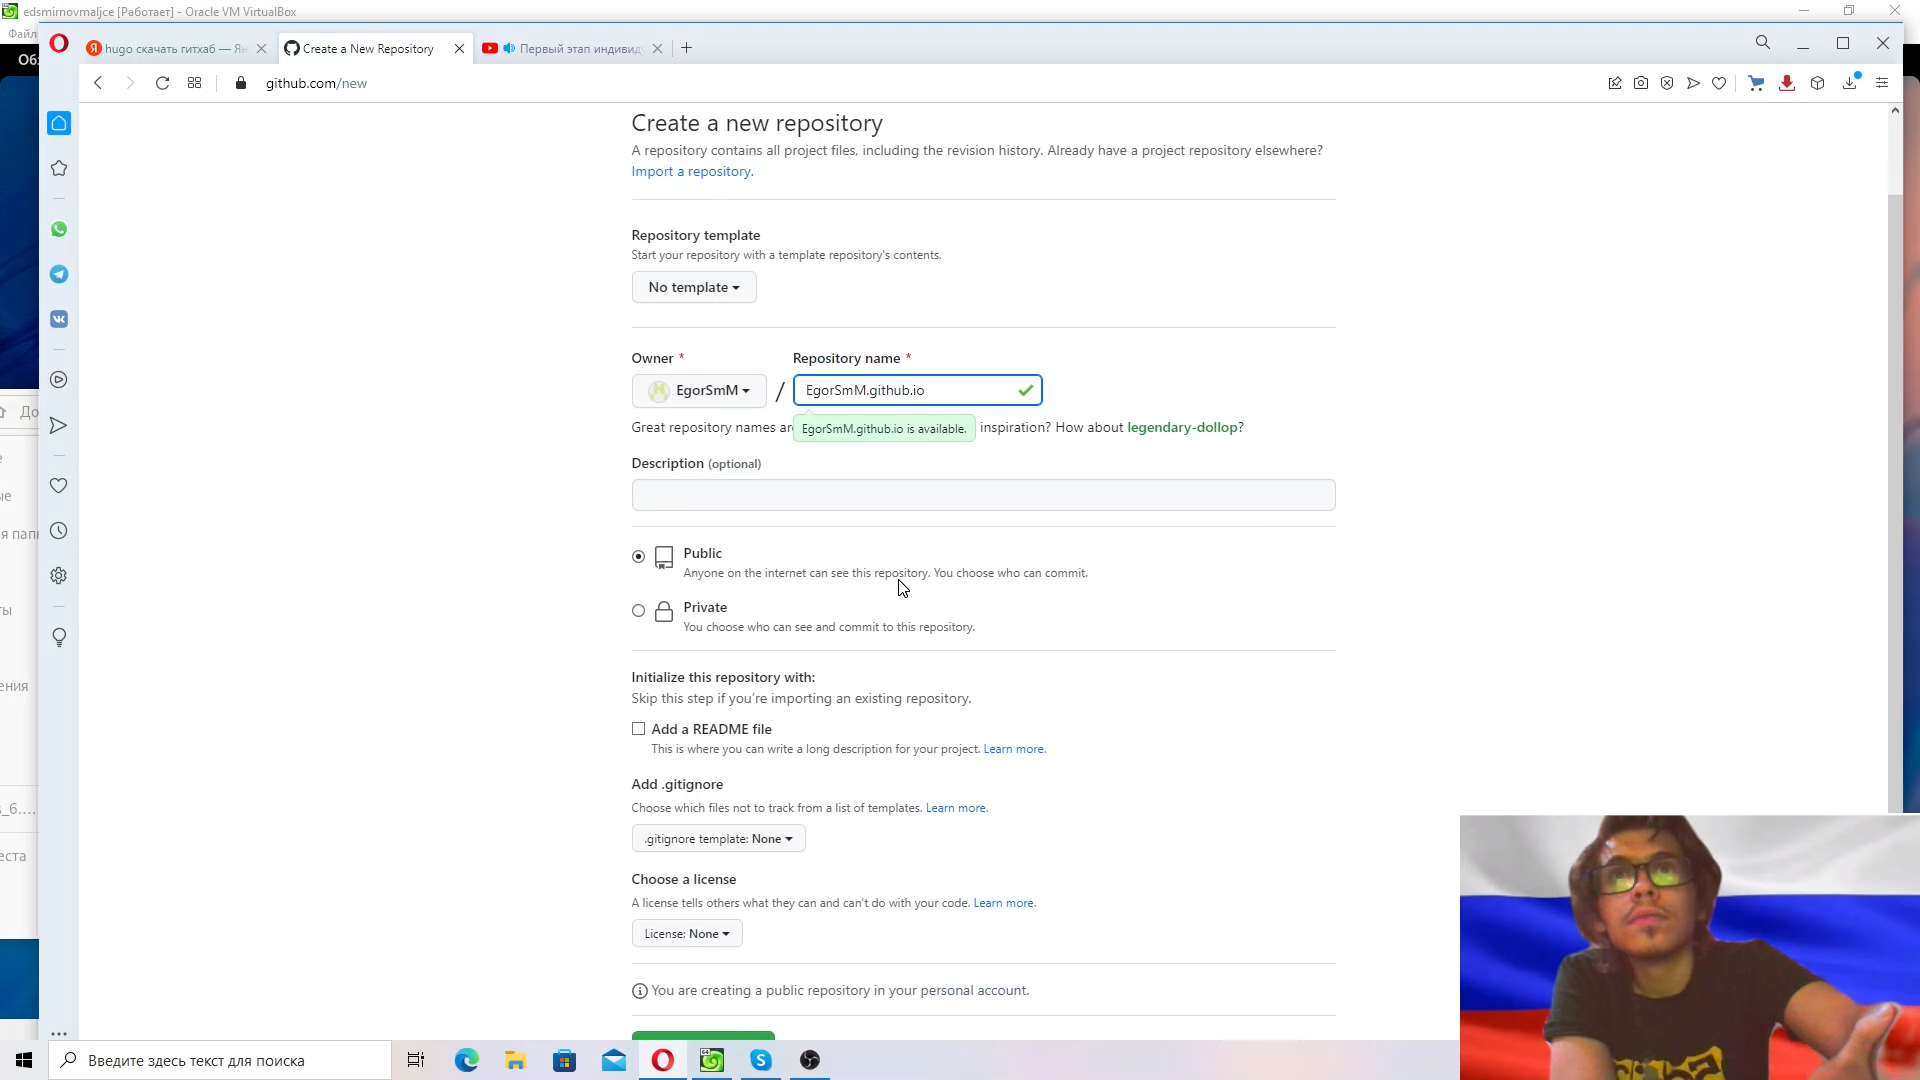 edsmirnovmaljce [Работает] - Oracle VM VirtualBox
Файл
hugo скачать гитхаб — Ян
Create a New Repository
Первый этап индивид
github.com/new
Create a new repository
A repository contains all project files, including the revision history. Already have a project repository elsewhere?
Import a repository.
Repository template
Start your repository with a template repository's contents.
No template
Owner *
Repository name *
EgorSmM
/
EgorSmM.github.io
Great repository names ar
EgorSmM.github.io is available.
inspiration? How about legendary-dollop?
Description (optional)
Public
Anyone on the internet can see this repository. You choose who can commit.
Private
You choose who can see and commit to this repository.
Initialize this repository with:
Skip this step if you're importing an existing repository.
Add a README file
This is where you can write a long description for your project. Learn more.
Add .gitignore
Choose which files not to track from a list of templates. Learn more.
.gitignore template: None
Choose a license
A license tells others what they can and can't do with your code. Learn more.
License: None
You are creating a public repository in your personal account.
Введите здесь текст для поиска